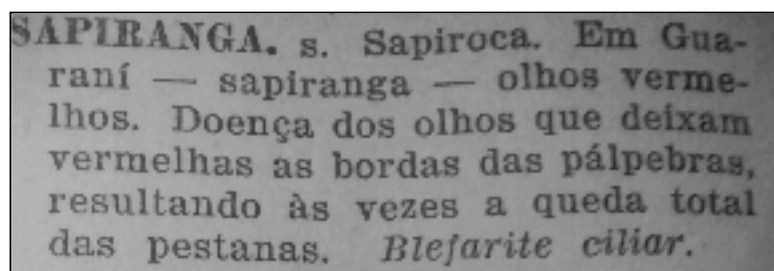 SAPIRANGA. s. Sapiroca. Em Gua-
raní — sapiranga — olhos verme-
lhos. Doença dos olhos que deixam
vermelhas as bordas das pálpebras,
resultando às vezes a queda total
das pestanas. Blefarite ciliar.